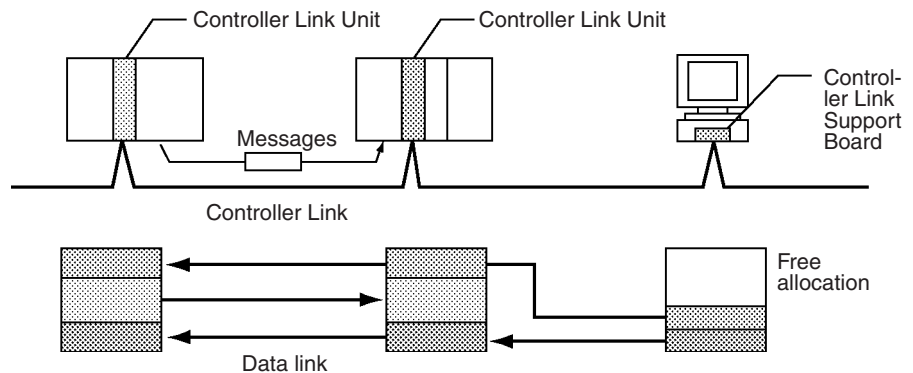 Controller Link Unit
Controller Link Unit
Control-
ler Link
Support
Board
Messages
Controller Link
Free
allocation
Data link